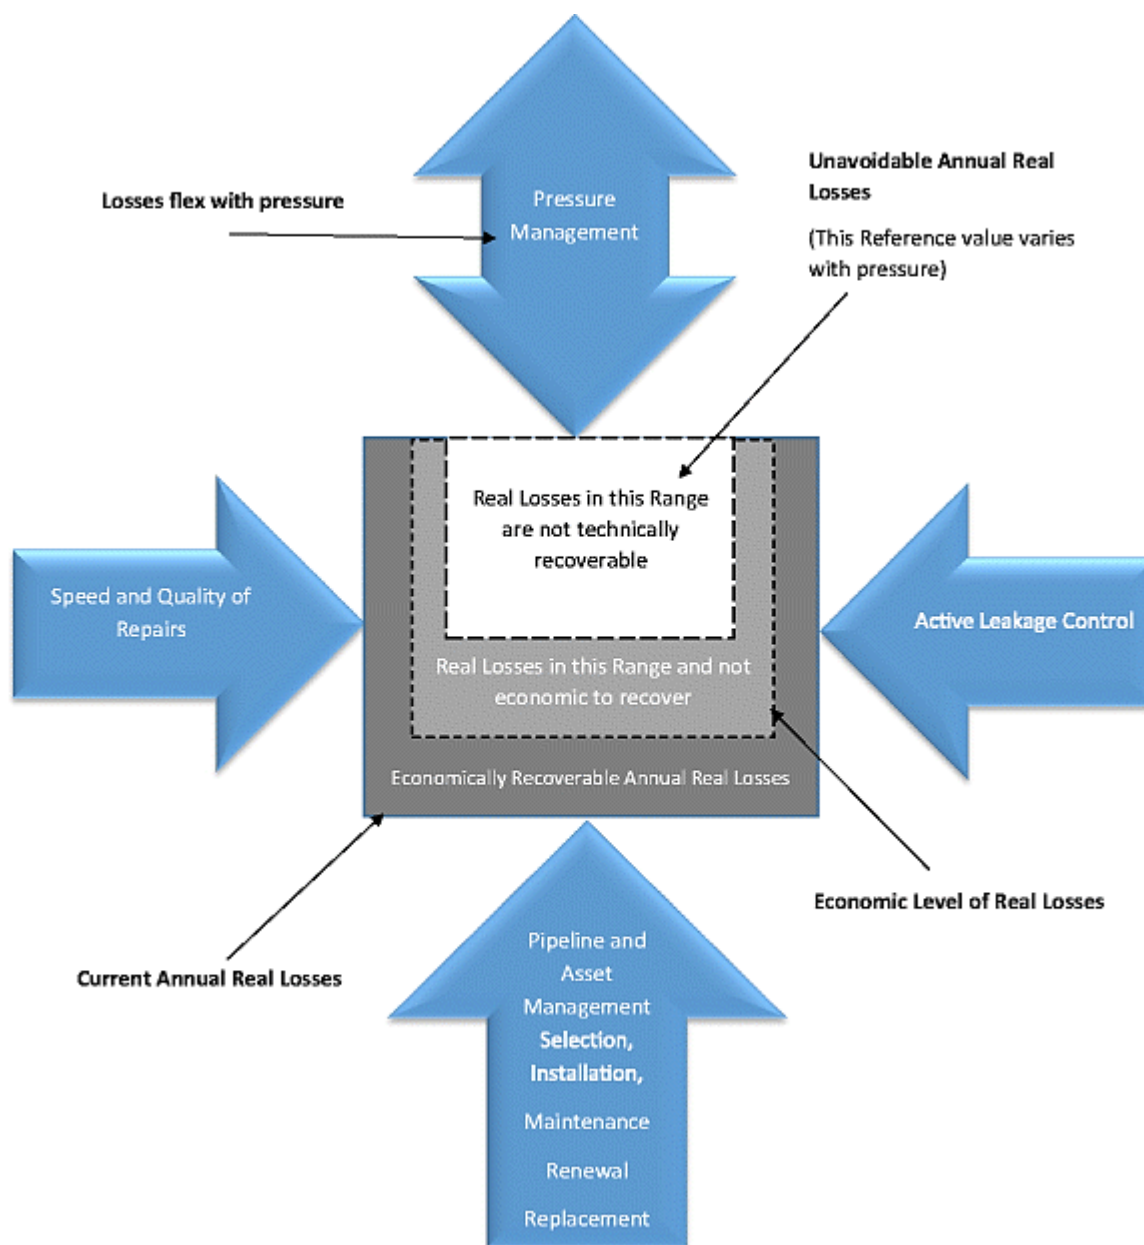 Unavoidable Annual Real
Losses
(This Reference value varies
with pressure)
Losses flex with pressure
Pressure
Management
Real Losses in this Range
are not technically
recoverable
Speed and Quality of
Repairs
Active Leakage Control
Real Losses in this Range and not
economic to recover
Economically Recoverable Annual Real Losses
Economic Level of Real Losses
Current Annual Real Losses
Pipeline and
Asset
Management
Selection,
Installation,
Maintenance
Renewal
Replacement